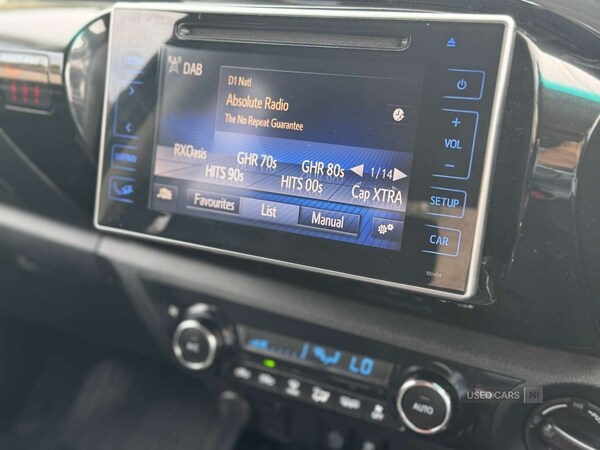 DAB
D1 Natl
Absolute Radio
The No Repeat Guarantee
RXOasis GHR 70s GHR 80s 1/14
HITS 90s HITS 00s Cap XTRA
Favourites List Manual
MENU
+
VOL
−
SETUP
CAR
LO
AUTO
USED CARS NI